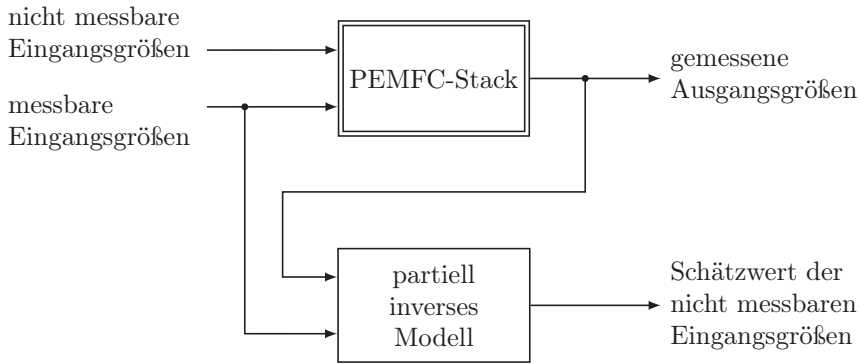 nicht messbare
Eingangsgrößen
messbare
Eingangsgrößen
PEMFC-Stack
gemessene
Ausgangsgrößen
partiell
inverses
Modell
Schätzwert der
nicht messbaren
Eingangsgrößen